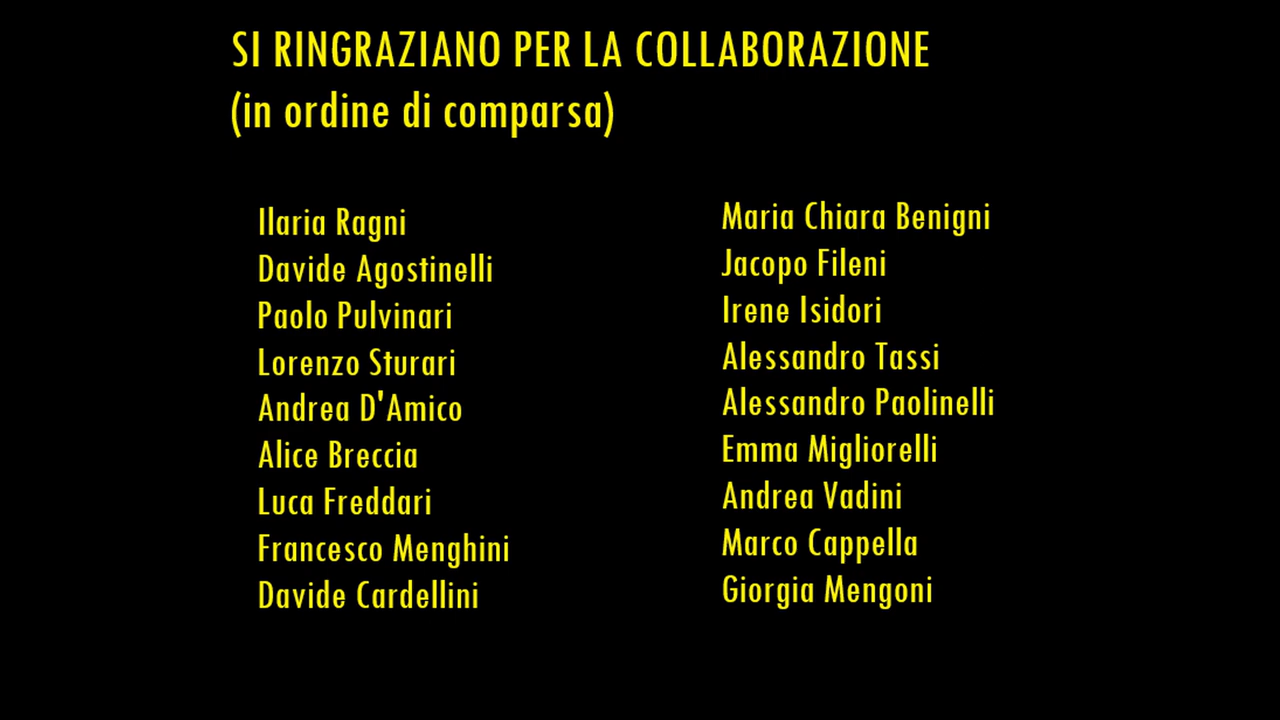 SI RINGRAZIANO PER LA COLLABORAZIONE
(in ordine di comparsa)
Ilaria Ragni
Davide Agostinelli
Paolo Pulvinari
Lorenzo Sturari
Andrea D'Amico
Alice Breccia
Luca Freddari
Francesco Menghini
Davide Cardellini
Maria Chiara Benigni
Jacopo Fileni
Irene Isidori
Alessandro Tassi
Alessandro Paolinelli
Emma Migliorelli
Andrea Vadini
Marco Cappella
Giorgia Mengoni